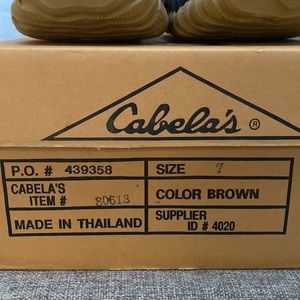 Cabela's ®
P.O. # 439358 SIZE 7
CABELA'S
ITEM # 80613 COLOR BROWN
MADE IN THAILAND SUPPLIER
ID # 4020